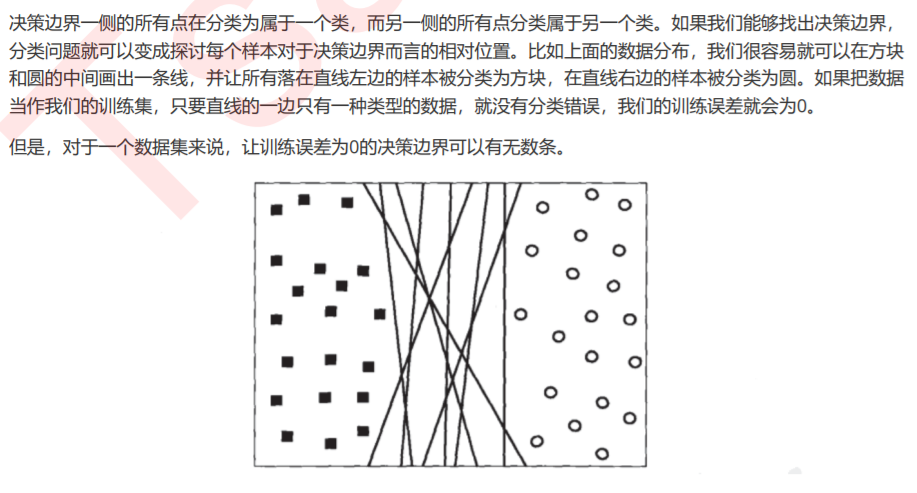 决策边界一侧的所有点在分类为属于一个类，而另一侧的所有点分类属于另一个类。如果我们能够找出决策边界，
分类问题就可以变成探讨每个样本对于决策边界而言的相对位置。比如上面的数据分布，我们很容易就可以在方块
和圆的中间画出一条线，并让所有落在直线左边的样本被分类为方块，在直线右边的样本被分类为圆。如果把数据
当作我们的训练集，只要直线的一边只有一种类型的数据，就没有分类错误，我们的训练误差就会为0。
但是，对于一个数据集来说，让训练误差为0的决策边界可以有无数条。